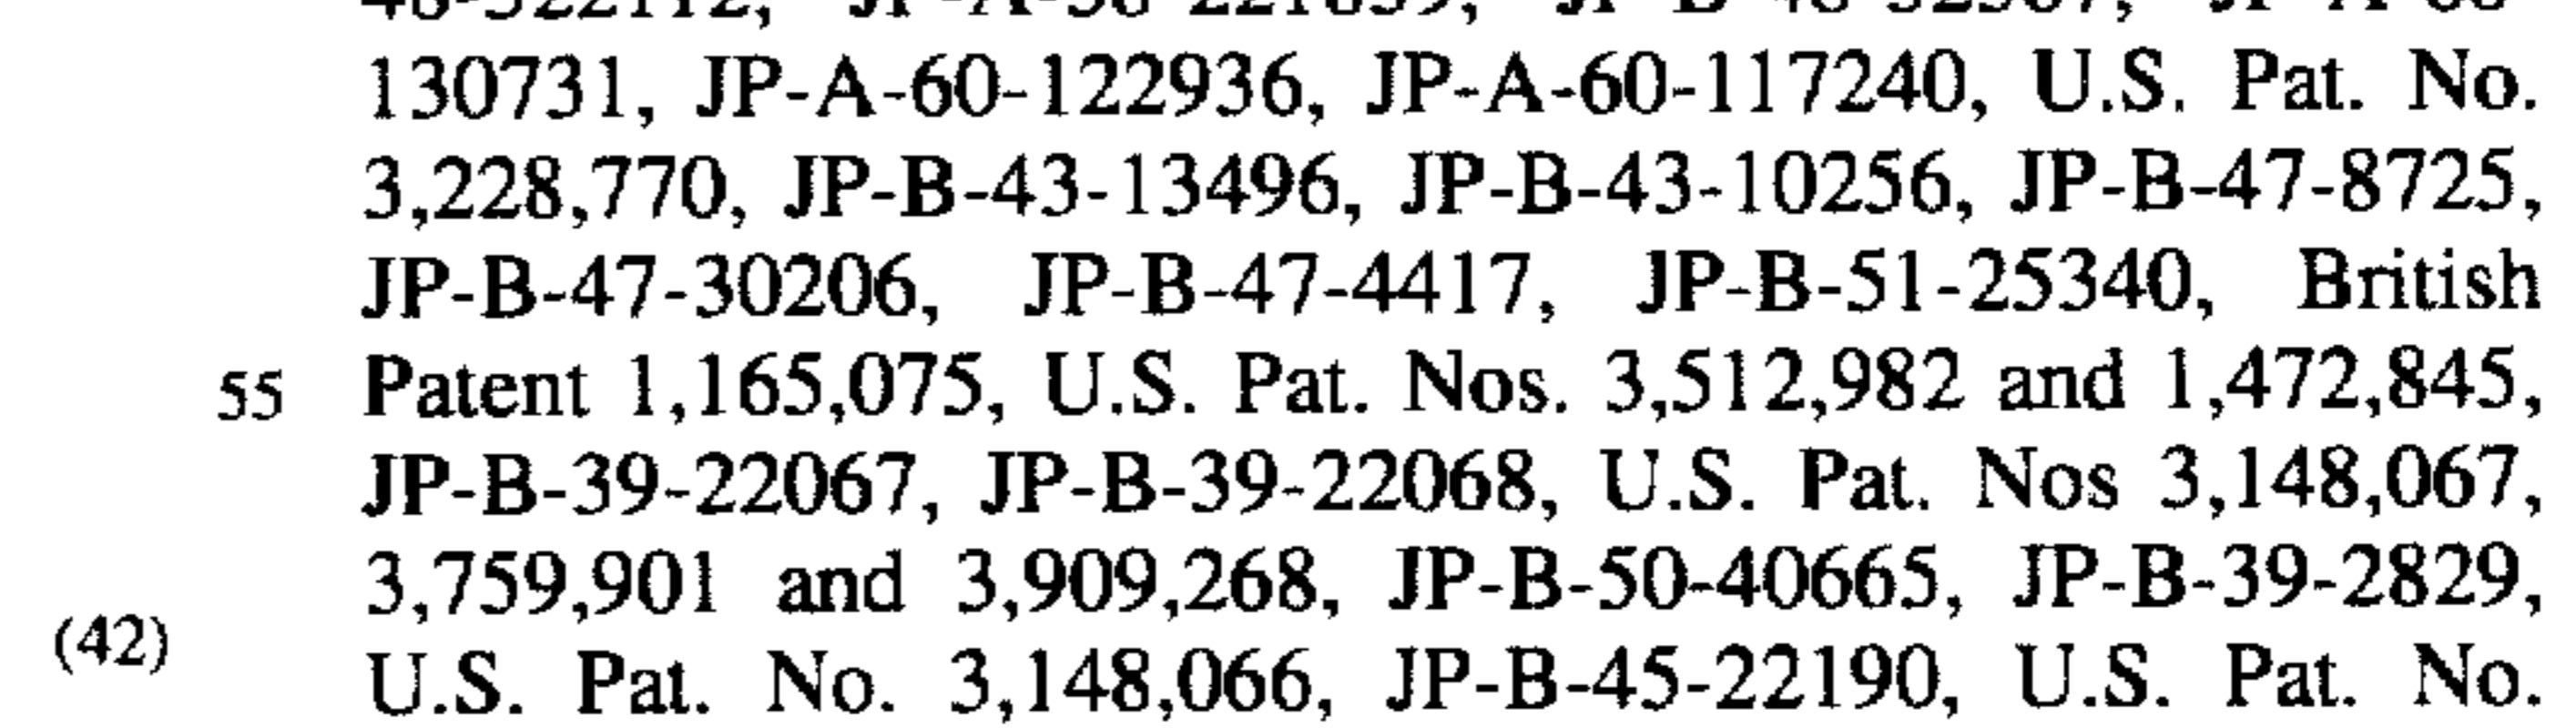 130731, JP-A-60-122936, JP-A-60-117240, U.S. Pat. No.
3,228,770, JP-B-43-13496, JP-B-43-10256, JP-B-47-8725,
JP-B-47-30206, JP-B-47-4417, JP-B-51-25340, British
55 Patent 1,165,075, U.S. Pat. Nos. 3,512,982 and 1,472,845,
JP-B-39-22067, JP-B-39-22068, U.S. Pat. Nos 3,148,067,
3,759,901 and 3,909,268, JP-B-50-40665, JP-B-39-2829,
(42)
U.S. Pat. No. 3,148,066, JP-B-45-22190, U.S. Pat. No.